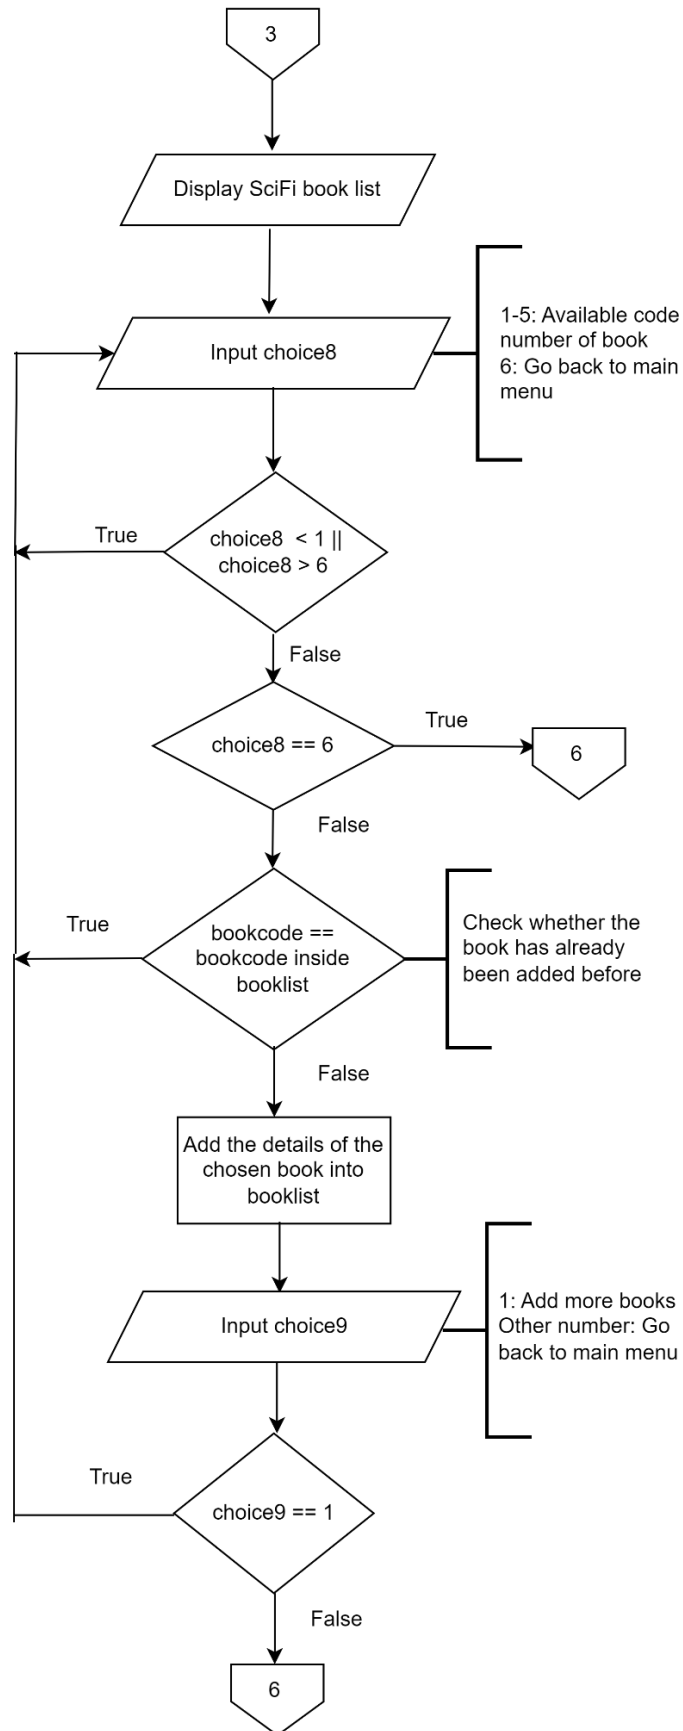 3
Display SciFi book list
Input choice8
1-5: Available code
number of book
6: Go back to main
menu
choice8  < 1 ||
choice8 > 6
True
False
choice8 == 6
True
6
False
bookcode ==
bookcode inside
booklist
True
Check whether the
book has already
been added before
False
Add the details of the
chosen book into
booklist
Input choice9
1: Add more books
Other number: Go
back to main menu
True
choice9 == 1
False
6